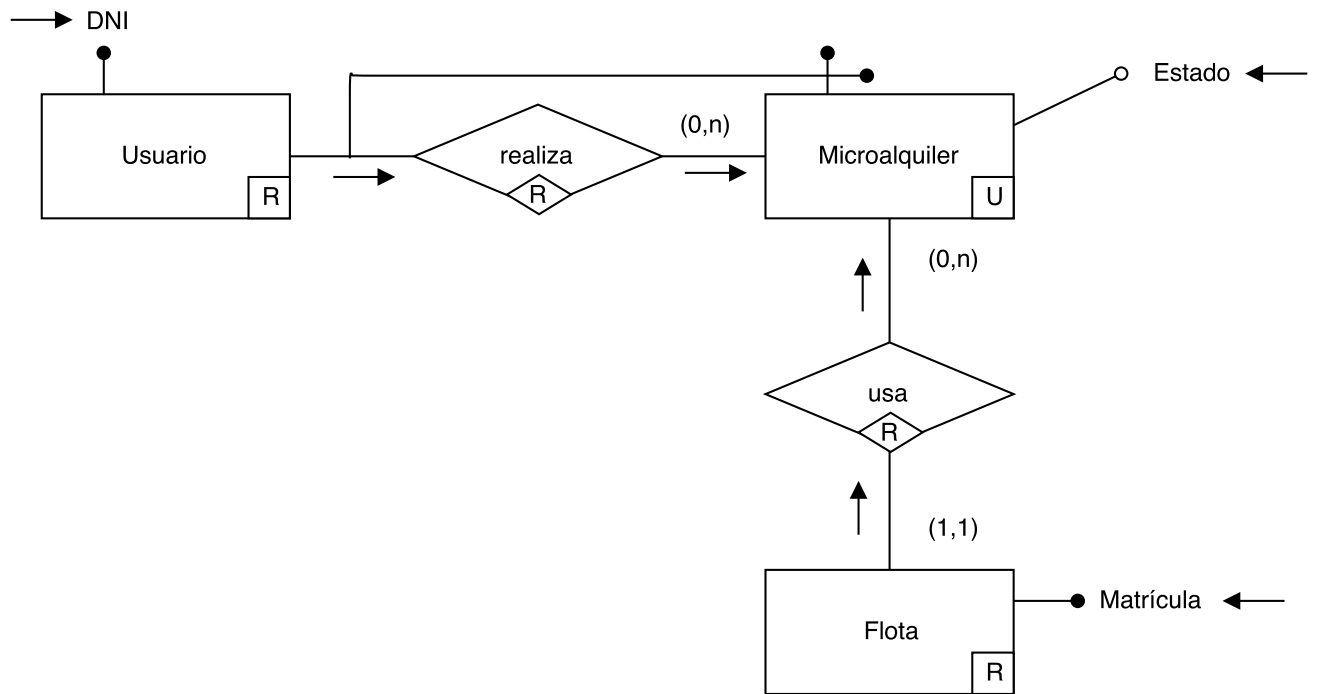 DNI
Estado
Usuario
R
realiza
R
(0,n)
Microalquiler
U
(0,n)
usa
R
(1,1)
Flota
R
Matrícula